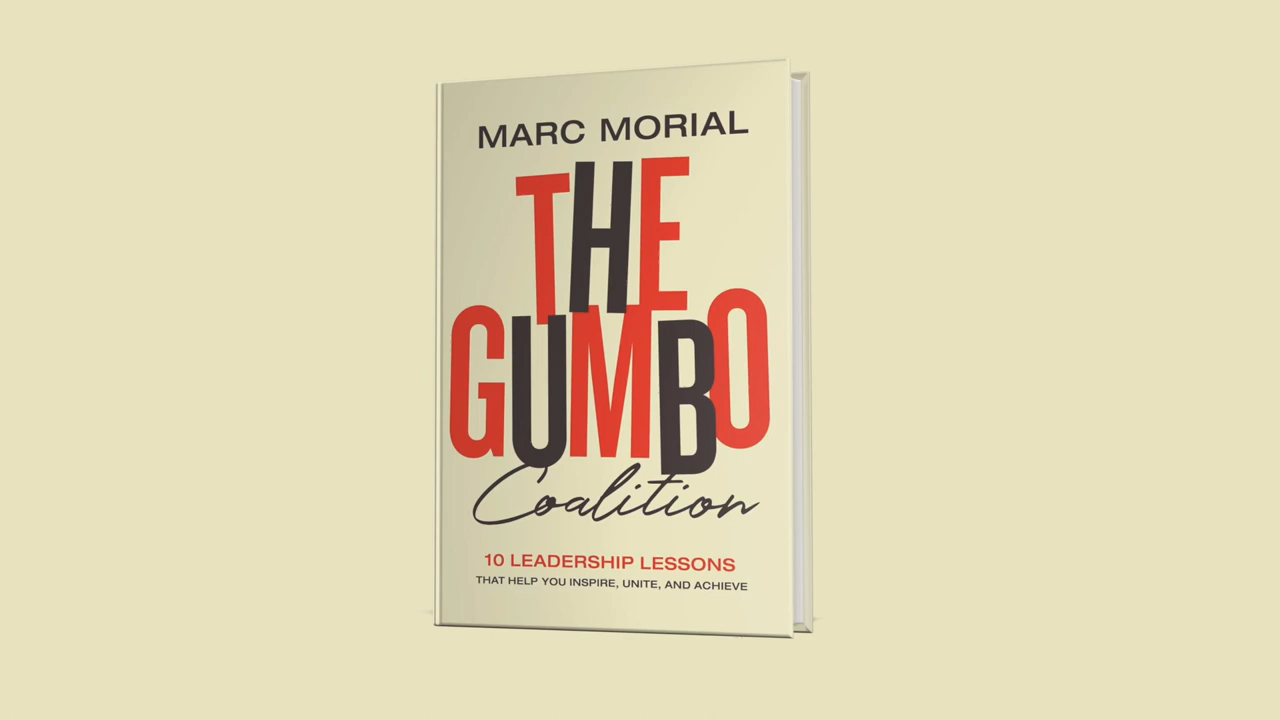 MARC MORIAL
THE
GUMBO
Coalition
10 LEADERSHIP LESSONS
THAT HELP YOU INSPIRE, UNITE, AND ACHIEVE